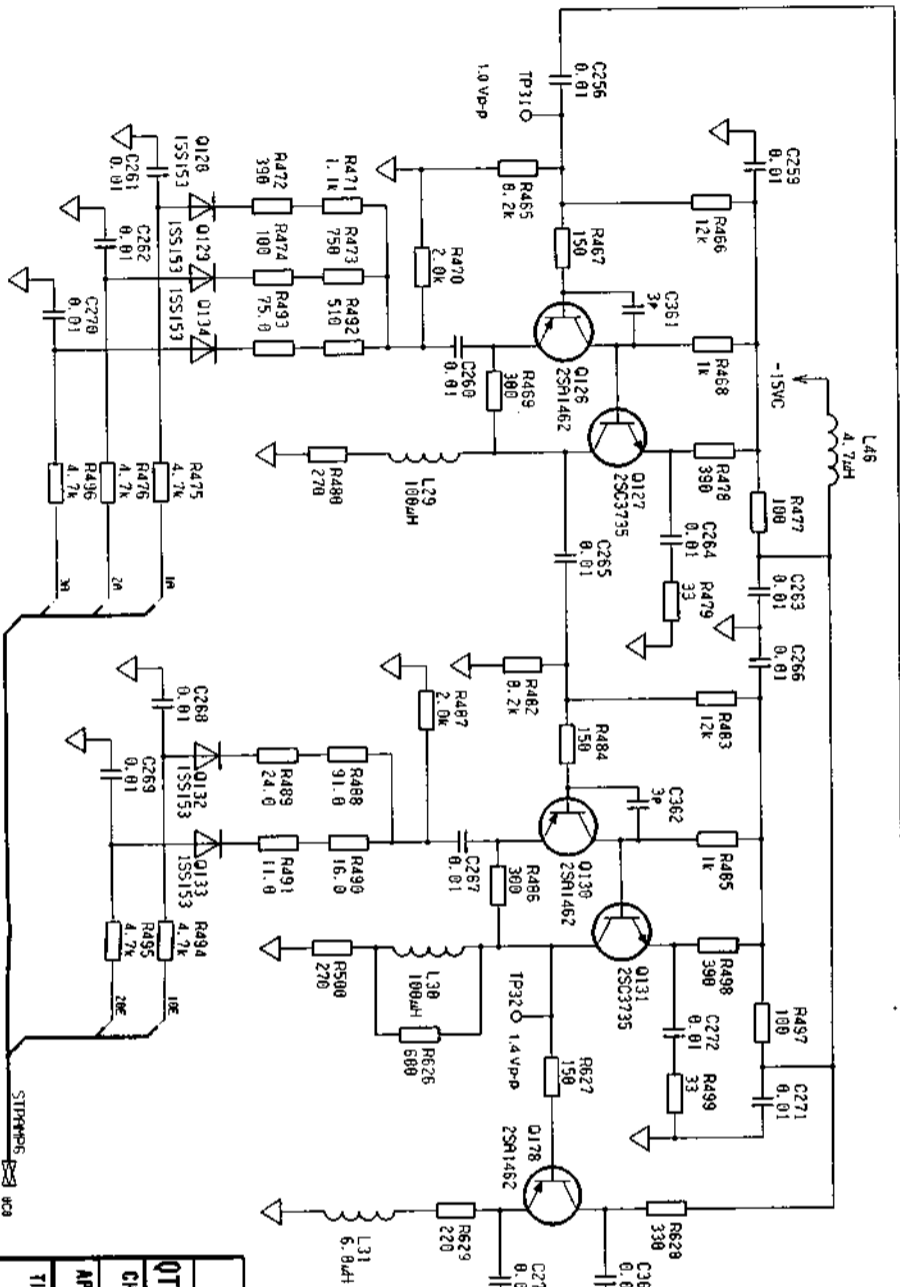 L46
4.7μH
-15VC
C259
0.01
R466
12k
R468
1k
R478
390
R477
100
C263
0.01
C266
0.01
R483
12k
R485
1k
R498
390
R497
100
C271
0.01
R628
330
C256
0.01
TP31
1.0 Vp-p
R465
8.2k
R467
150
C361
3P
Q126
2SA1462
Q127
2SC3735
C264
0.01
R479
33
C265
0.01
R482
8.2k
R484
150
C362
3P
Q130
2SA1462
Q131
2SC3735
C272
0.01
R499
33
TP32
1.4 Vp-p
R627
150
Q178
2SA1462
R470
2.0k
C260
0.01
R469
300
L29
100μH
R480
270
R487
2.0k
C267
0.01
R486
300
L30
100μH
R626
680
R500
270
R629
220
L31
6.8μH
R471
1.1k
R473
750
R492
510
R472
390
R474
100
R493
75.0
Q128
1SS153
Q129
1SS153
Q134
1SS153
C261
0.01
C262
0.01
C270
0.01
R475
4.7k
R476
4.7k
R496
4.7k
1A
2A
3A
R488
91.0
R490
16.0
R489
24.0
R491
11.0
Q132
1SS153
Q133
1SS153
C268
0.01
C269
0.01
R494
4.7k
R495
4.7k
10E
20E
STPAMP6
QT
CH
AP